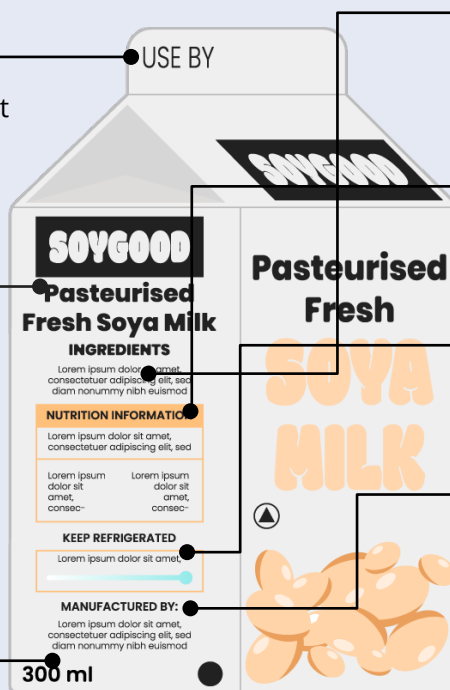 USE BY
t
SOYGOOD
SOYGOOD
Pasteurised
Fresh Soya Milk
INGREDIENTS
Lorem ipsum dolor amet,
consectetuer adipiscing elit, sed
diam nonummy nibh euismod
NUTRITION INFORMATION
Lorem ipsum dolor sit amet,
consectetuer adipiscing elit, sed
Lorem ipsum
dolor sit
amet,
consec-
Lorem ipsum
dolor sit
amet,
consec-
KEEP REFRIGERATED
Lorem ipsum dolor sit amet,
MANUFACTURED BY:
Lorem ipsum dolor sit amet,
consectetuer adipiscing elit, sed
diam nonummy nibh euismod
300 ml
Pasteurised
Fresh
SOYA
MILK